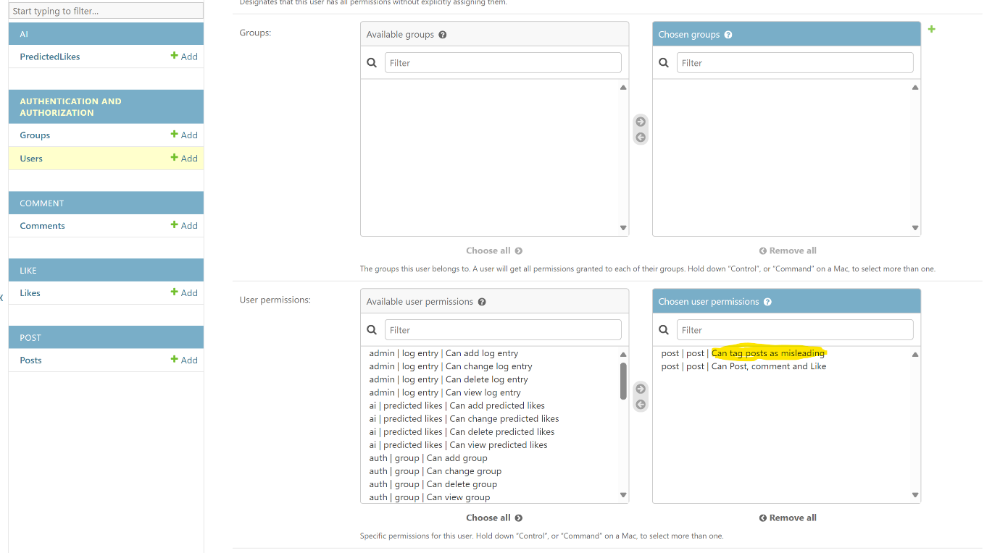 Designates that this user has all permissions without explicitly assigning them.
Start typing to filter...
AI
PredictedLikes
Add
AUTHENTICATION AND
AUTHORIZATION
Groups
Add
Users
Add
COMMENT
Comments
Add
LIKE
Likes
Add
POST
Posts
Add
Groups:
Available groups ?
Filter
Choose all
Chosen groups ?
Filter
Remove all
The groups this user belongs to. A user will get all permissions granted to each of their groups. Hold down “Control”, or “Command” on a Mac, to select more than one.
User permissions:
Available user permissions ?
Filter
admin | log entry | Can add log entry
admin | log entry | Can change log entry
admin | log entry | Can delete log entry
admin | log entry | Can view log entry
ai | predicted likes | Can add predicted likes
ai | predicted likes | Can change predicted likes
ai | predicted likes | Can delete predicted likes
ai | predicted likes | Can view predicted likes
auth | group | Can add group
auth | group | Can change group
auth | group | Can delete group
auth | group | Can view group
Choose all
Chosen user permissions ?
Filter
post | post | Can tag posts as misleading
post | post | Can Post, comment and Like
Remove all
Specific permissions for this user. Hold down “Control”, or “Command” on a Mac, to select more than one.